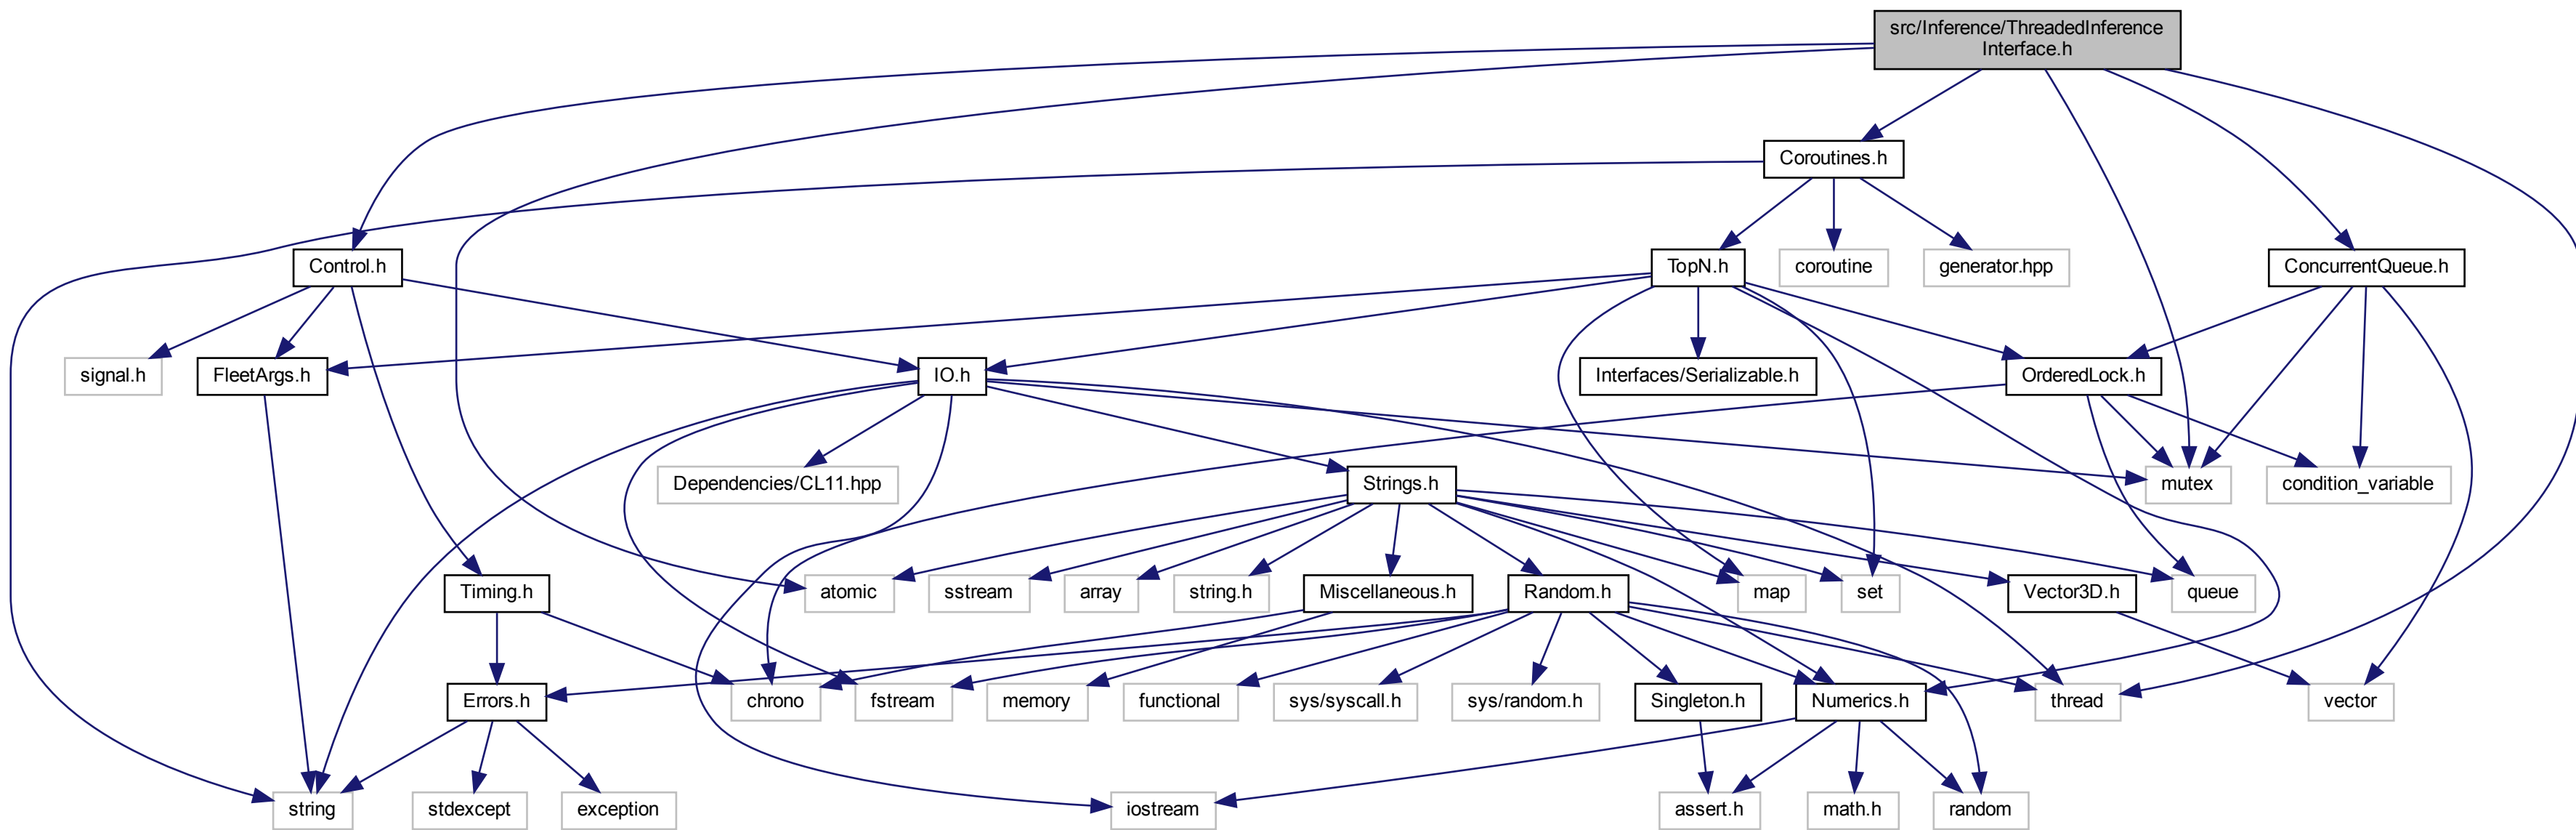 src/Inference/ThreadedInference
Interface.h
Coroutines.h
Control.h
TopN.h
coroutine
generator.hpp
ConcurrentQueue.h
signal.h
FleetArgs.h
IO.h
Interfaces/Serializable.h
OrderedLock.h
Dependencies/CL11.hpp
Strings.h
mutex
condition_variable
Timing.h
atomic
sstream
array
string.h
Miscellaneous.h
Random.h
map
set
Vector3D.h
queue
Errors.h
chrono
fstream
memory
functional
sys/syscall.h
sys/random.h
Singleton.h
Numerics.h
thread
vector
string
stdexcept
exception
iostream
assert.h
math.h
random